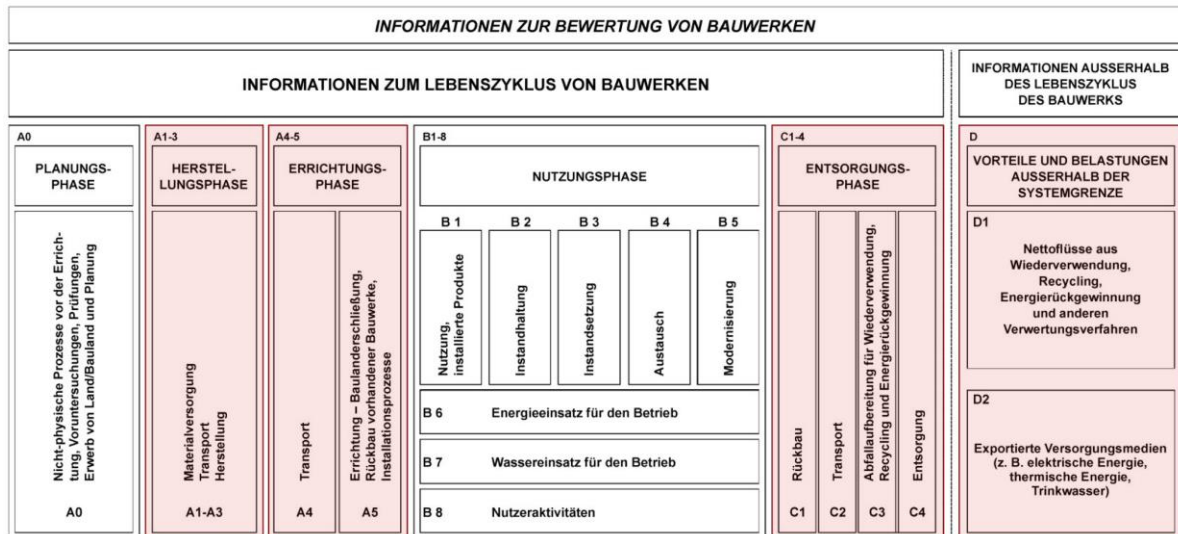 INFORMATIONEN ZUR BEWERTUNG VON BAUWERKEN
INFORMATIONEN ZUM LEBENSZYKLUS VON BAUWERKEN
INFORMATIONEN AUSSERHALB
DES LEBENSZYKLUS
DES BAUWERKS
A0
PLANUNGS-
PHASE
Nicht-physische Prozesse vor der Errich-
tung, Voruntersuchungen, Prüfungen,
Erwerb von Land/Bauland und Planung
A0
A1-3
HERSTEL-
LUNGSPHASE
Materialversorgung
Transport
Herstellung
A1-A3
A4-5
ERRICHTUNGS-
PHASE
Transport
A4
Errichtung – Baulanderschließung,
Rückbau vorhandener Bauwerke,
Installationsprozesse
A5
B1-8
NUTZUNGSPHASE
B 1
Nutzung,
installierte Produkte
B 2
Instandhaltung
B 3
Instandsetzung
B 4
Austausch
B 5
Modernisierung
B 6 Energieeinsatz für den Betrieb
B 7 Wassereinsatz für den Betrieb
B 8 Nutzeraktivitäten
C1-4
ENTSORGUNGS-
PHASE
Rückbau
C1
Transport
C2
Abfallaufbereitung für Wiederverwendung,
Recycling und Energierückgewinnung
C3
Entsorgung
C4
D
VORTEILE UND BELASTUNGEN
AUSSERHALB DER
SYSTEMGRENZE
D1
Nettoflüsse aus
Wiederverwendung,
Recycling,
Energierückgewinnung
und anderen
Verwertungsverfahren
D2
Exportierte Versorgungsmedien
(z. B. elektrische Energie,
thermische Energie,
Trinkwasser)